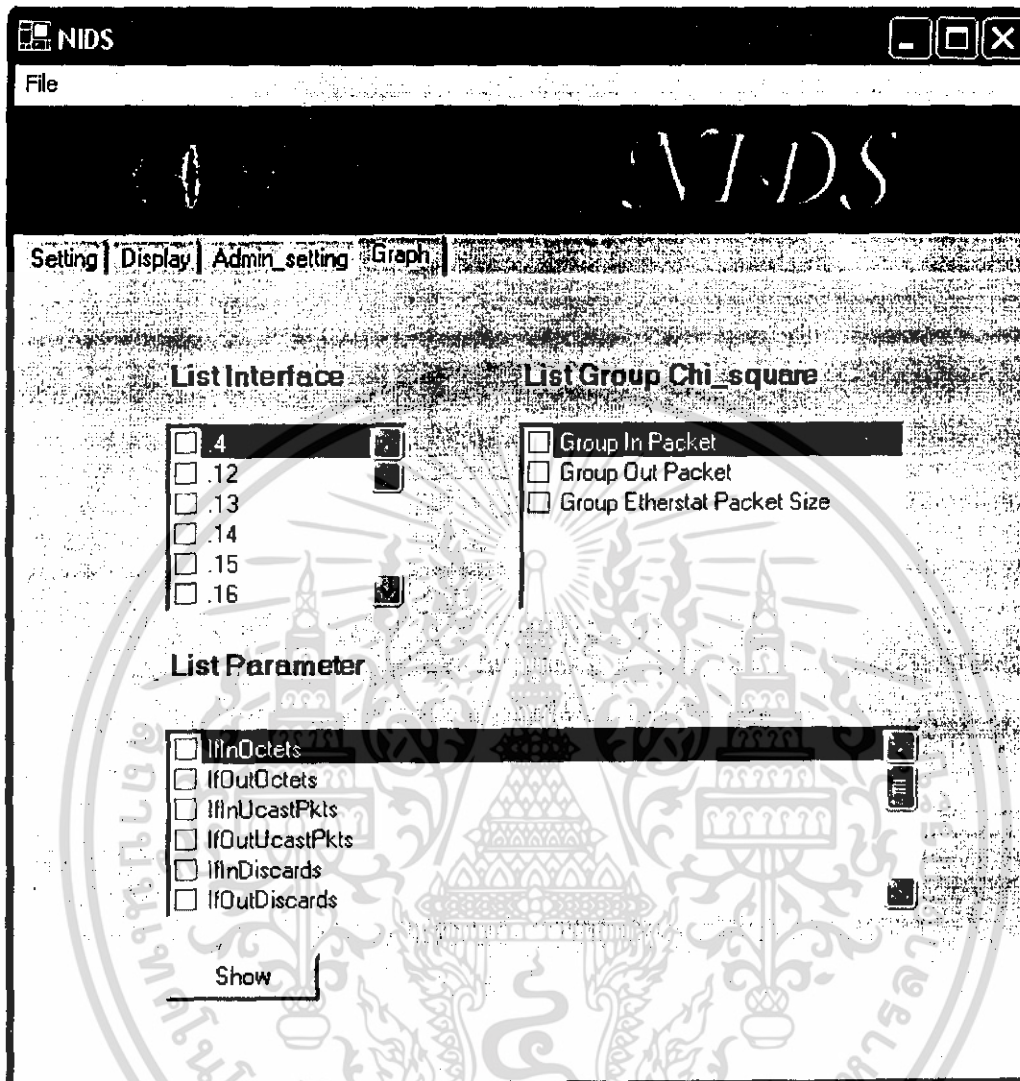 NIDS
File
NIDS
Setting Display Admin_setting Graph
List Interface
List Group Chi_square
.4
.12
.13
.14
.15
.16
Group In Packet
Group Out Packet
Group Etherstat Packet Size
List Parameter
IfInOctets
IfOutOctets
IfInUcastPkts
IfOutUcastPkts
IfInDiscards
IfOutDiscards
Show